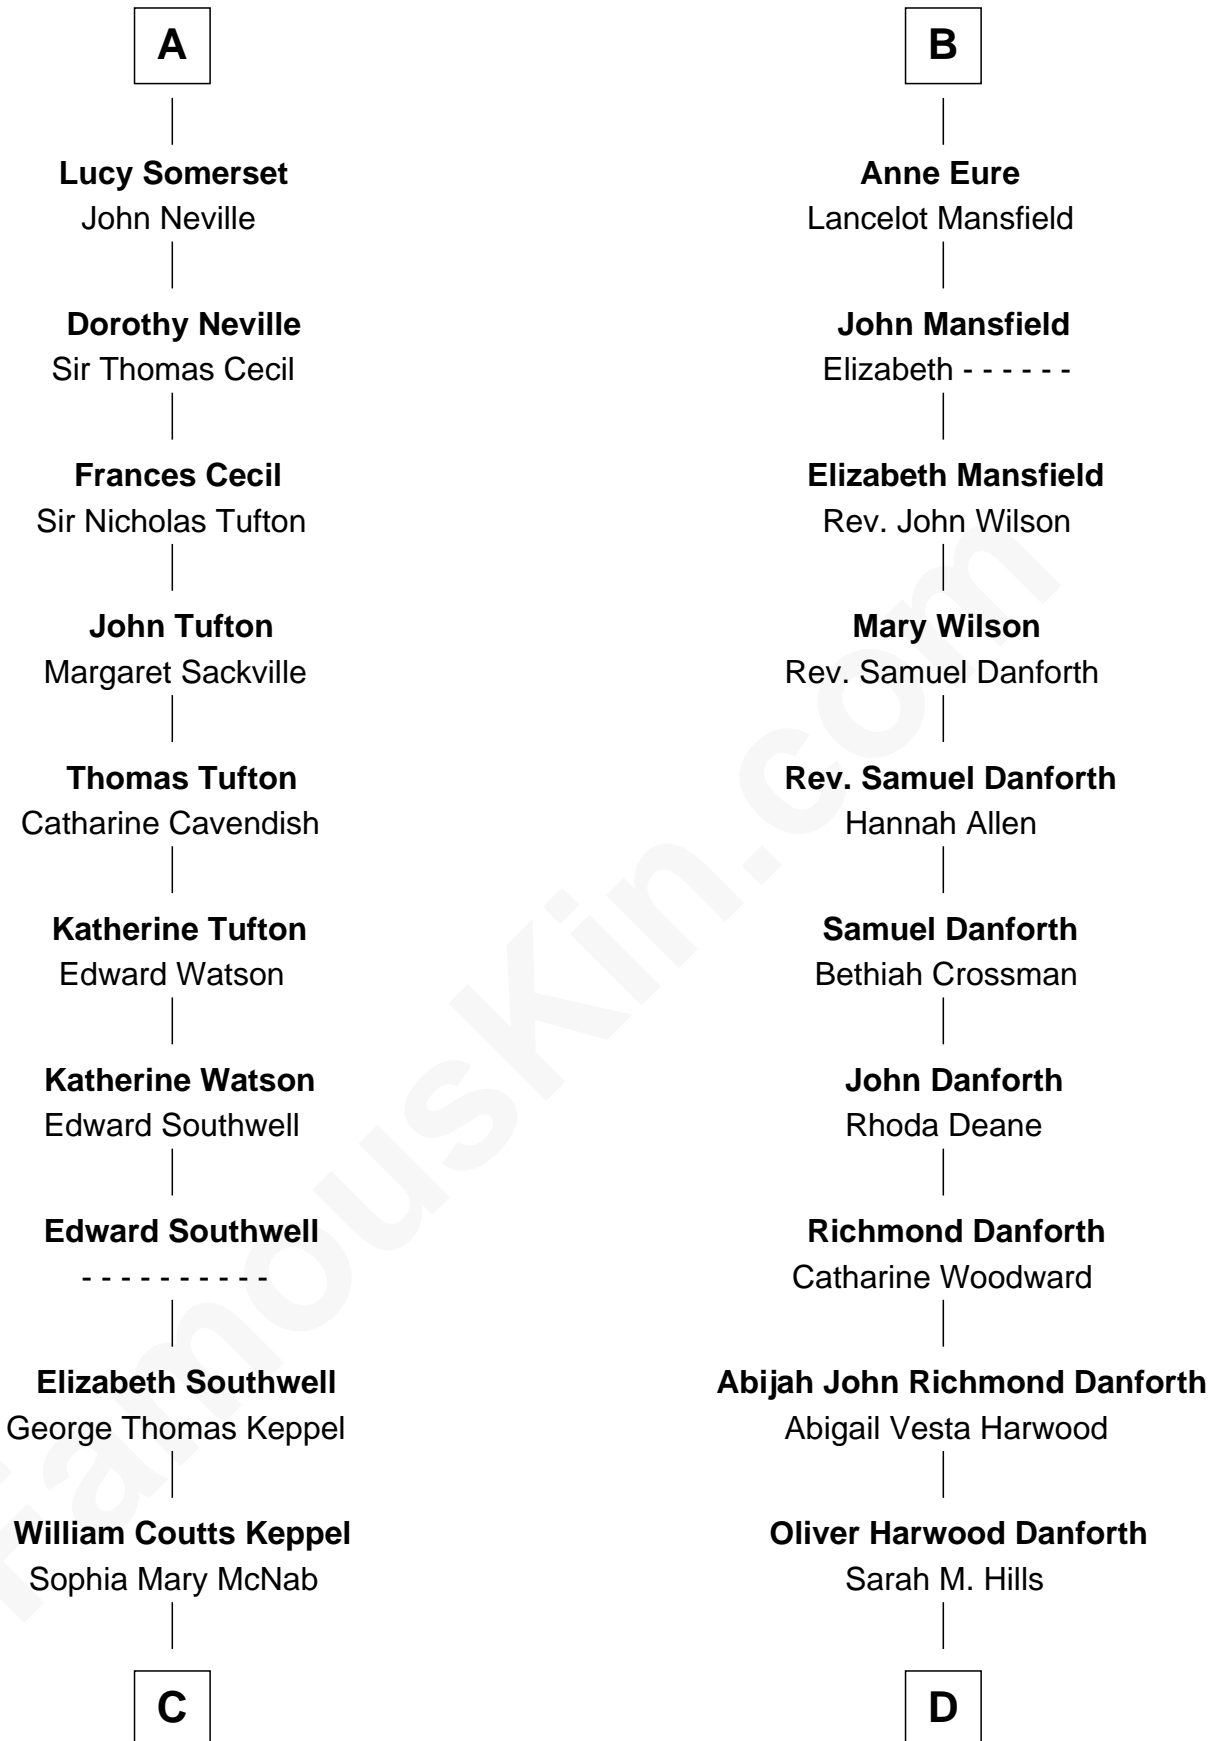 A
Lucy Somerset
John Neville
Dorothy Neville
Sir Thomas Cecil
Frances Cecil
Sir Nicholas Tufton
John Tufton
Margaret Sackville
Thomas Tufton
Catharine Cavendish
Katherine Tufton
Edward Watson
Katherine Watson
Edward Southwell
Edward Southwell
- - - - - - - - - -
Elizabeth Southwell
George Thomas Keppel
William Coutts Keppel
Sophia Mary McNab
C
B
Anne Eure
Lancelot Mansfield
John Mansfield
Elizabeth - - - - - -
Elizabeth Mansfield
Rev. John Wilson
Mary Wilson
Rev. Samuel Danforth
Rev. Samuel Danforth
Hannah Allen
Samuel Danforth
Bethiah Crossman
John Danforth
Rhoda Deane
Richmond Danforth
Catharine Woodward
Abijah John Richmond Danforth
Abigail Vesta Harwood
Oliver Harwood Danforth
Sarah M. Hills
D
FamousKin.com